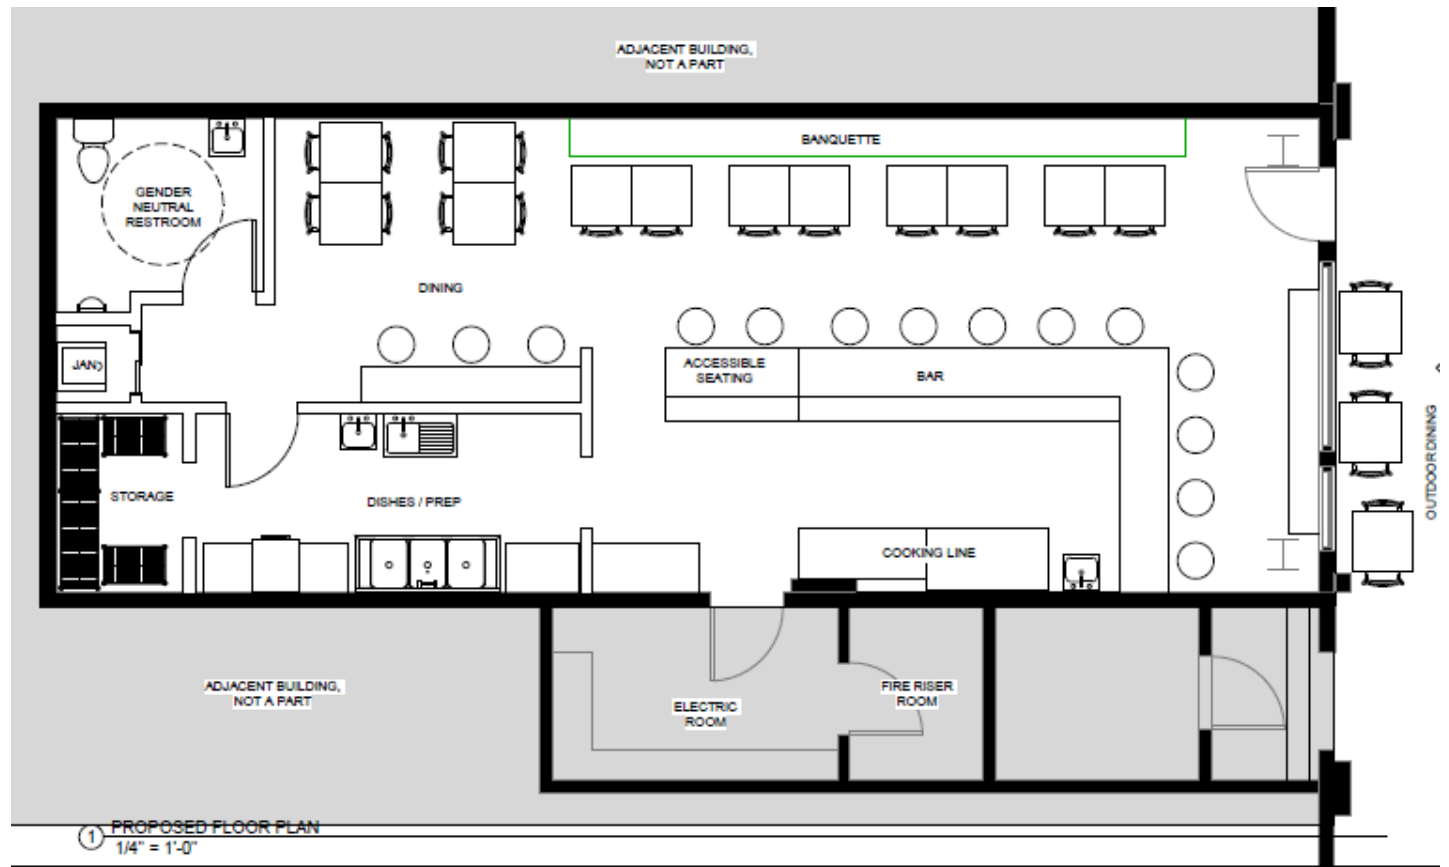 ADJACENT BUILDING,
NOT A PART
BANQUETTE
GENDER
NEUTRAL
RESTROOM
DINING
JAN
ACCESSIBLE
SEATING
BAR
OUTDOOR DINING
STORAGE
DISHES / PREP
COOKING LINE
ADJACENT BUILDING,
NOT A PART
ELECTRIC
ROOM
FIRE RISER
ROOM
1
PROPOSED FLOOR PLAN
1/4" = 1'-0"